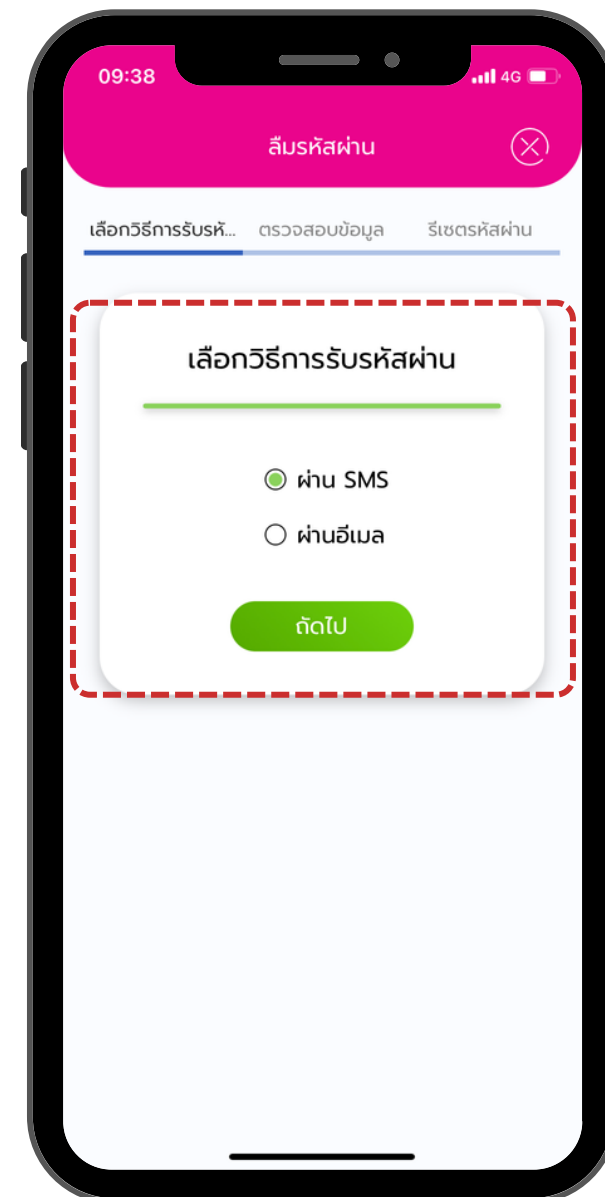 09:38
4G
ลืมรหัสผ่าน
เลือกวิธีการรับรหั... ตรวจสอบข้อมูล รีเซตรหัสผ่าน
เลือกวิธีการรับรหัสผ่าน
ผ่าน SMS
ผ่านอีเมล
ถัดไป